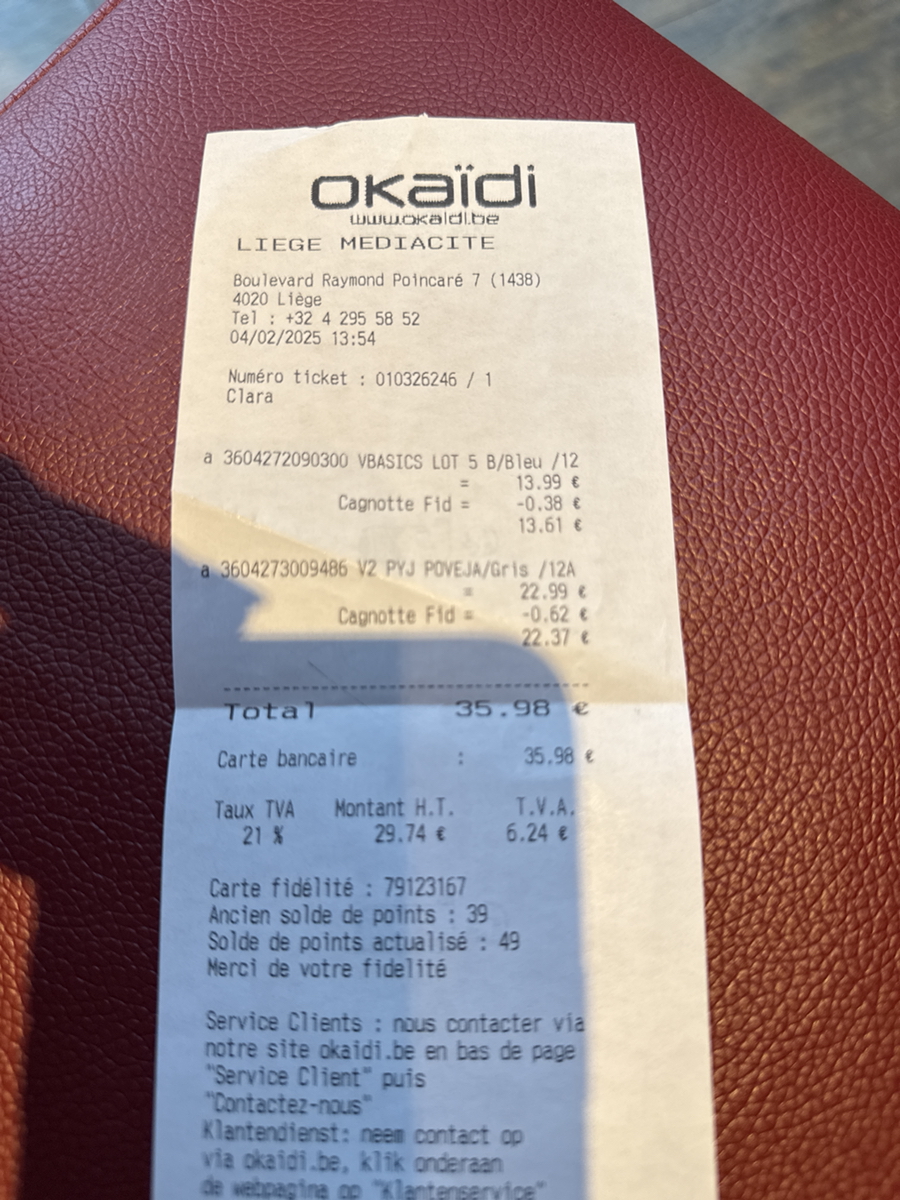 okaïdi
www.okaidi.be
LIEGE MEDIACITE
Boulevard Raymond Poincaré 7 (1438)
4020 Liège
Tel : +32 4 295 58 52
04/02/2025 13:54
Numéro ticket : 010326246 / 1
Clara
a 3604272090300 VBASICS LOT 5 B/Bleu /12
= 13.99 €
Cagnotte Fid = -0.38 €
13.61 €
a 3604273009486 V2 PYJ POVEJA/Gris /12A
= 22.99 €
Cagnotte Fid = -0.62 €
22.37 €
Total 35.98 €
Carte bancaire : 35.98 €
Taux TVA Montant H.T. T.V.A.
21 % 29.74 € 6.24 €
Carte fidélité : 79123167
Ancien solde de points : 39
Solde de points actualisé : 49
Merci de votre fidelité
Service Clients : nous contacter via
notre site okaidi.be en bas de page
"Service Client" puis
"Contactez-nous"
Klantendienst: neem contact op
via okaidi.be, klik onderaan
de webpagina op "Klantenservice"